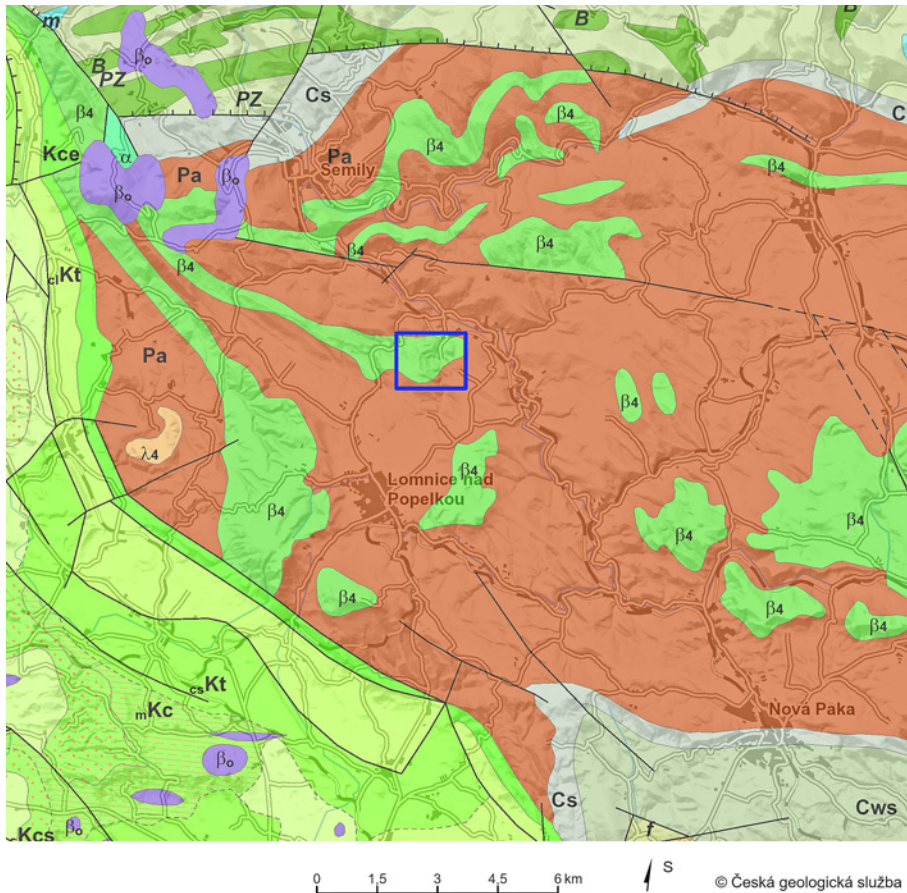 m
B
B
βo
B
PZ
PZ
Cs
β4
β4
β4
C
Kce
α
Pa
Semily
β4
Pa
βo
βo
β4
β4
β4
clKt
Pa
β4
λ4
β4
Lomnice nad
Popelkou
β4
β4
β4
β4
β4
β4
β4
csKt
mKc
Nová Paka
βo
Cs
Cws
βo
Kcs
f
0 1,5 3 4,5 6 km
S
© Česká geologická služba